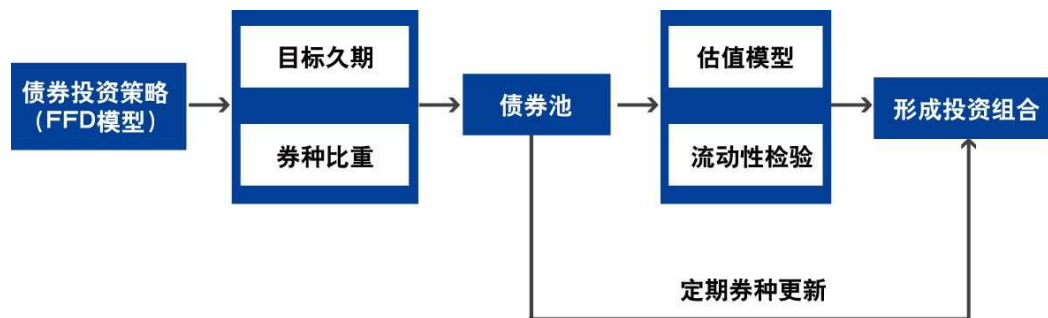 债券投资策略
（FFD模型）
目标久期
券种比重
债券池
估值模型
流动性检验
形成投资组合
定期券种更新